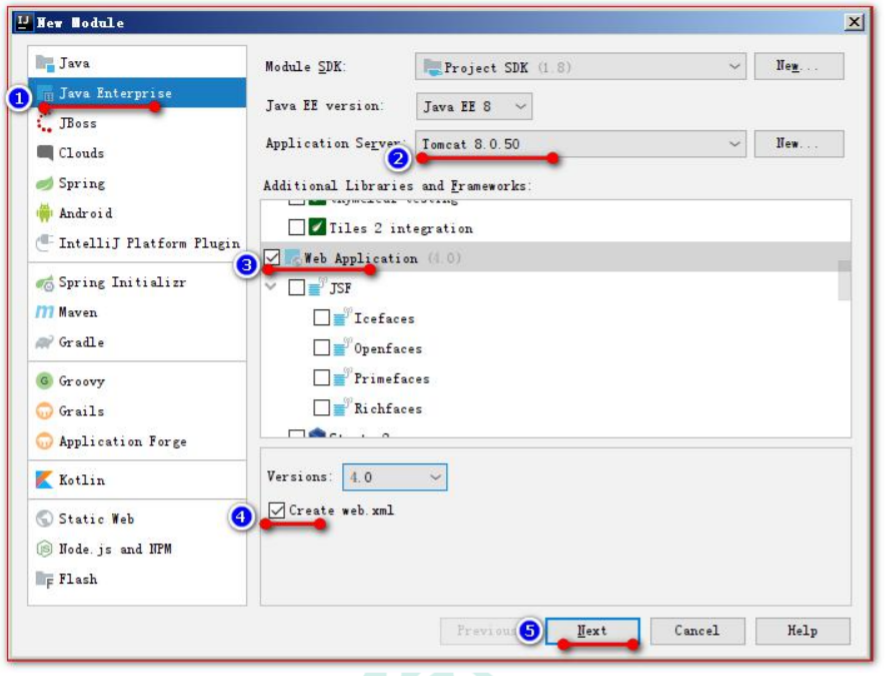 New Module
Java
Java Enterprise
JBoss
Clouds
Spring
Android
IntelliJ Platform Plugin
Spring Initializr
Maven
Gradle
Groovy
Grails
Application Forge
Kotlin
Static Web
Node.js and NPM
Flash
Module SDK: Project SDK (1.8) New...
Java EE version: Java EE 8
Application Server: Tomcat 8.0.50 New...
Additional Libraries and Frameworks:
Tiles 2 integration
Web Application (4.0)
JSF
Icefaces
Openfaces
Primefaces
Richfaces
Versions: 4.0
Create web.xml
Previous Next Cancel Help
1
2
3
4
5